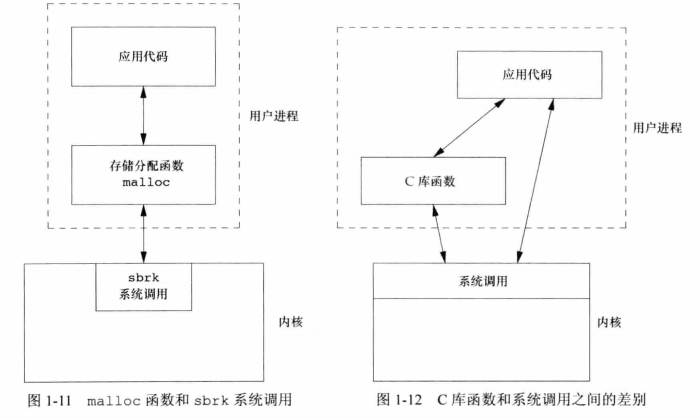 应用代码
用户进程
存储分配函数
malloc
sbrk
系统调用
内核
图 1-11 malloc 函数和 sbrk 系统调用
应用代码
用户进程
C 库函数
系统调用
内核
图 1-12 C 库函数和系统调用之间的差别